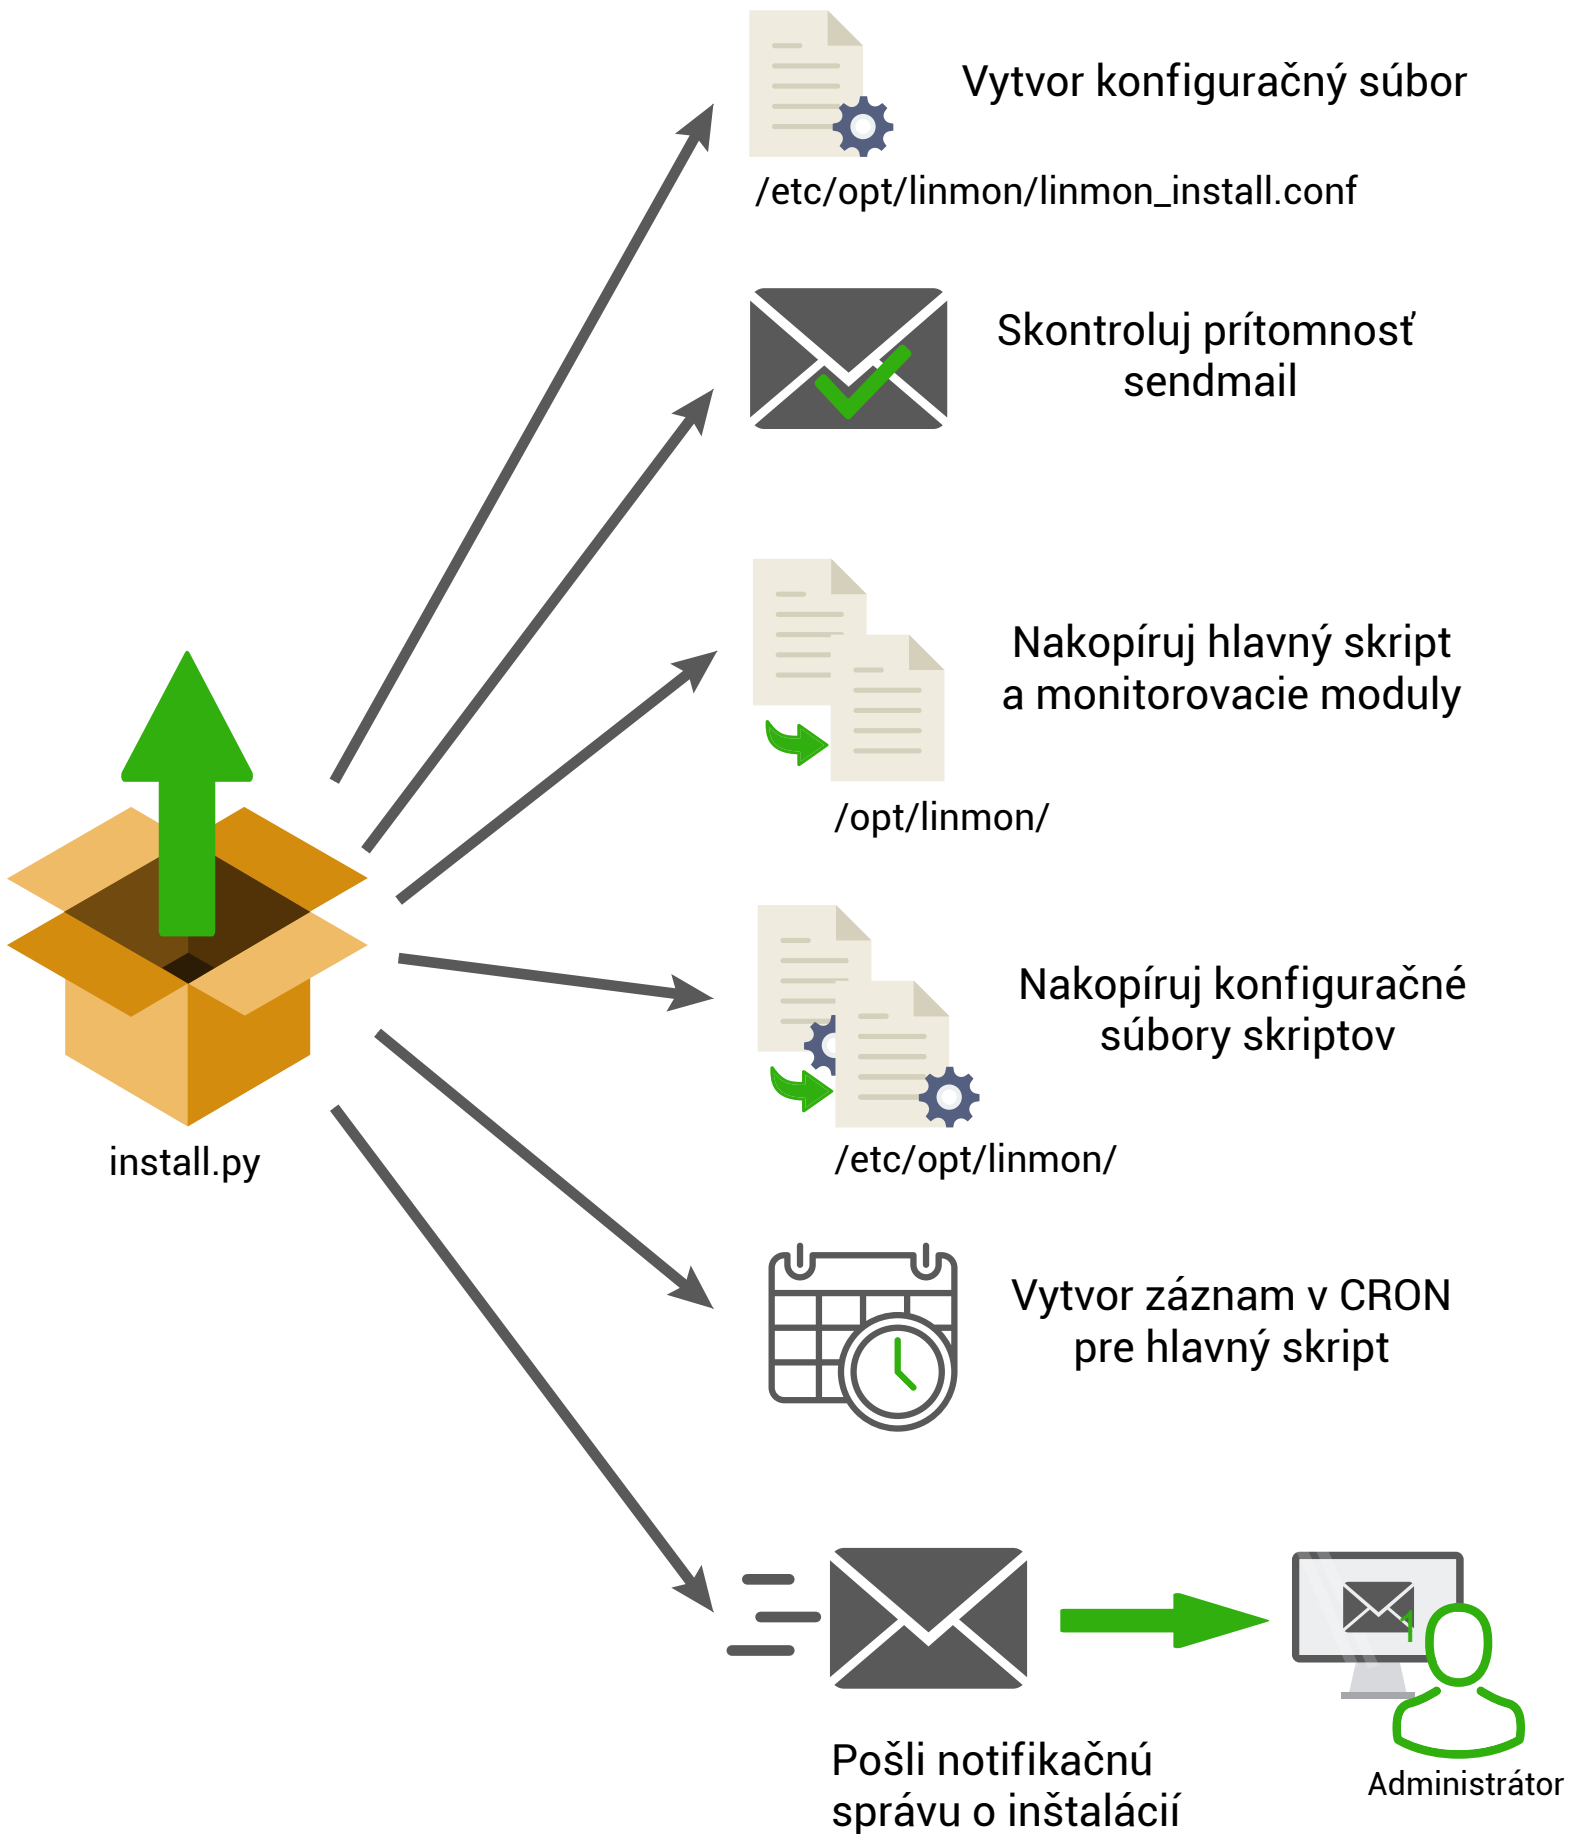 Vytvor konfiguračný súbor
/etc/opt/linmon/linmon_install.conf
Skontroluj prítomnosť
sendmail
Nakopíruj hlavný skript
a monitorovacie moduly
/opt/linmon/
Nakopíruj konfiguračné
súbory skriptov
/etc/opt/linmon/
install.py
Vytvor záznam v CRON
pre hlavný skript
1
Pošli notifikačnú
správu o inštalácií
Administrátor